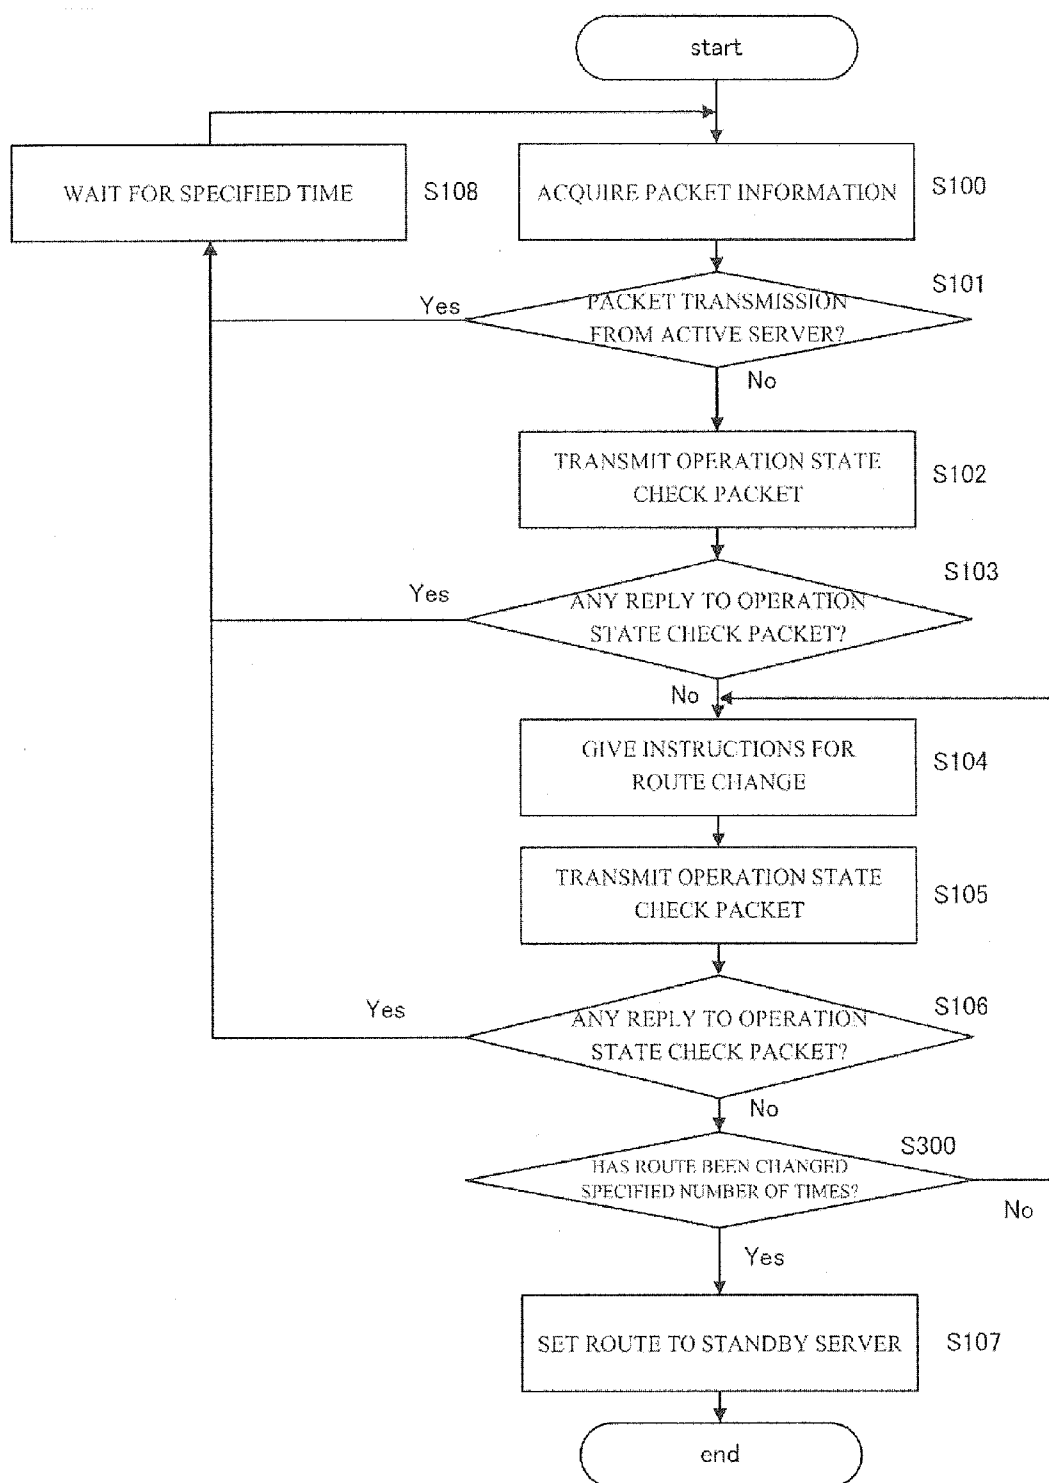 start
WAIT FOR SPECIFIED TIME
S108
ACQUIRE PACKET INFORMATION
S100
S101
Yes
PACKET TRANSMISSION
FROM ACTIVE SERVER?
No
TRANSMIT OPERATION STATE
CHECK PACKET
S102
S103
Yes
ANY REPLY TO OPERATION
STATE CHECK PACKET?
No
GIVE INSTRUCTIONS FOR
ROUTE CHANGE
S104
TRANSMIT OPERATION STATE
CHECK PACKET
S105
Yes
S106
ANY REPLY TO OPERATION
STATE CHECK PACKET?
No
S300
HAS ROUTE BEEN CHANGED
SPECIFIED NUMBER OF TIMES?
No
Yes
SET ROUTE TO STANDBY SERVER
S107
end